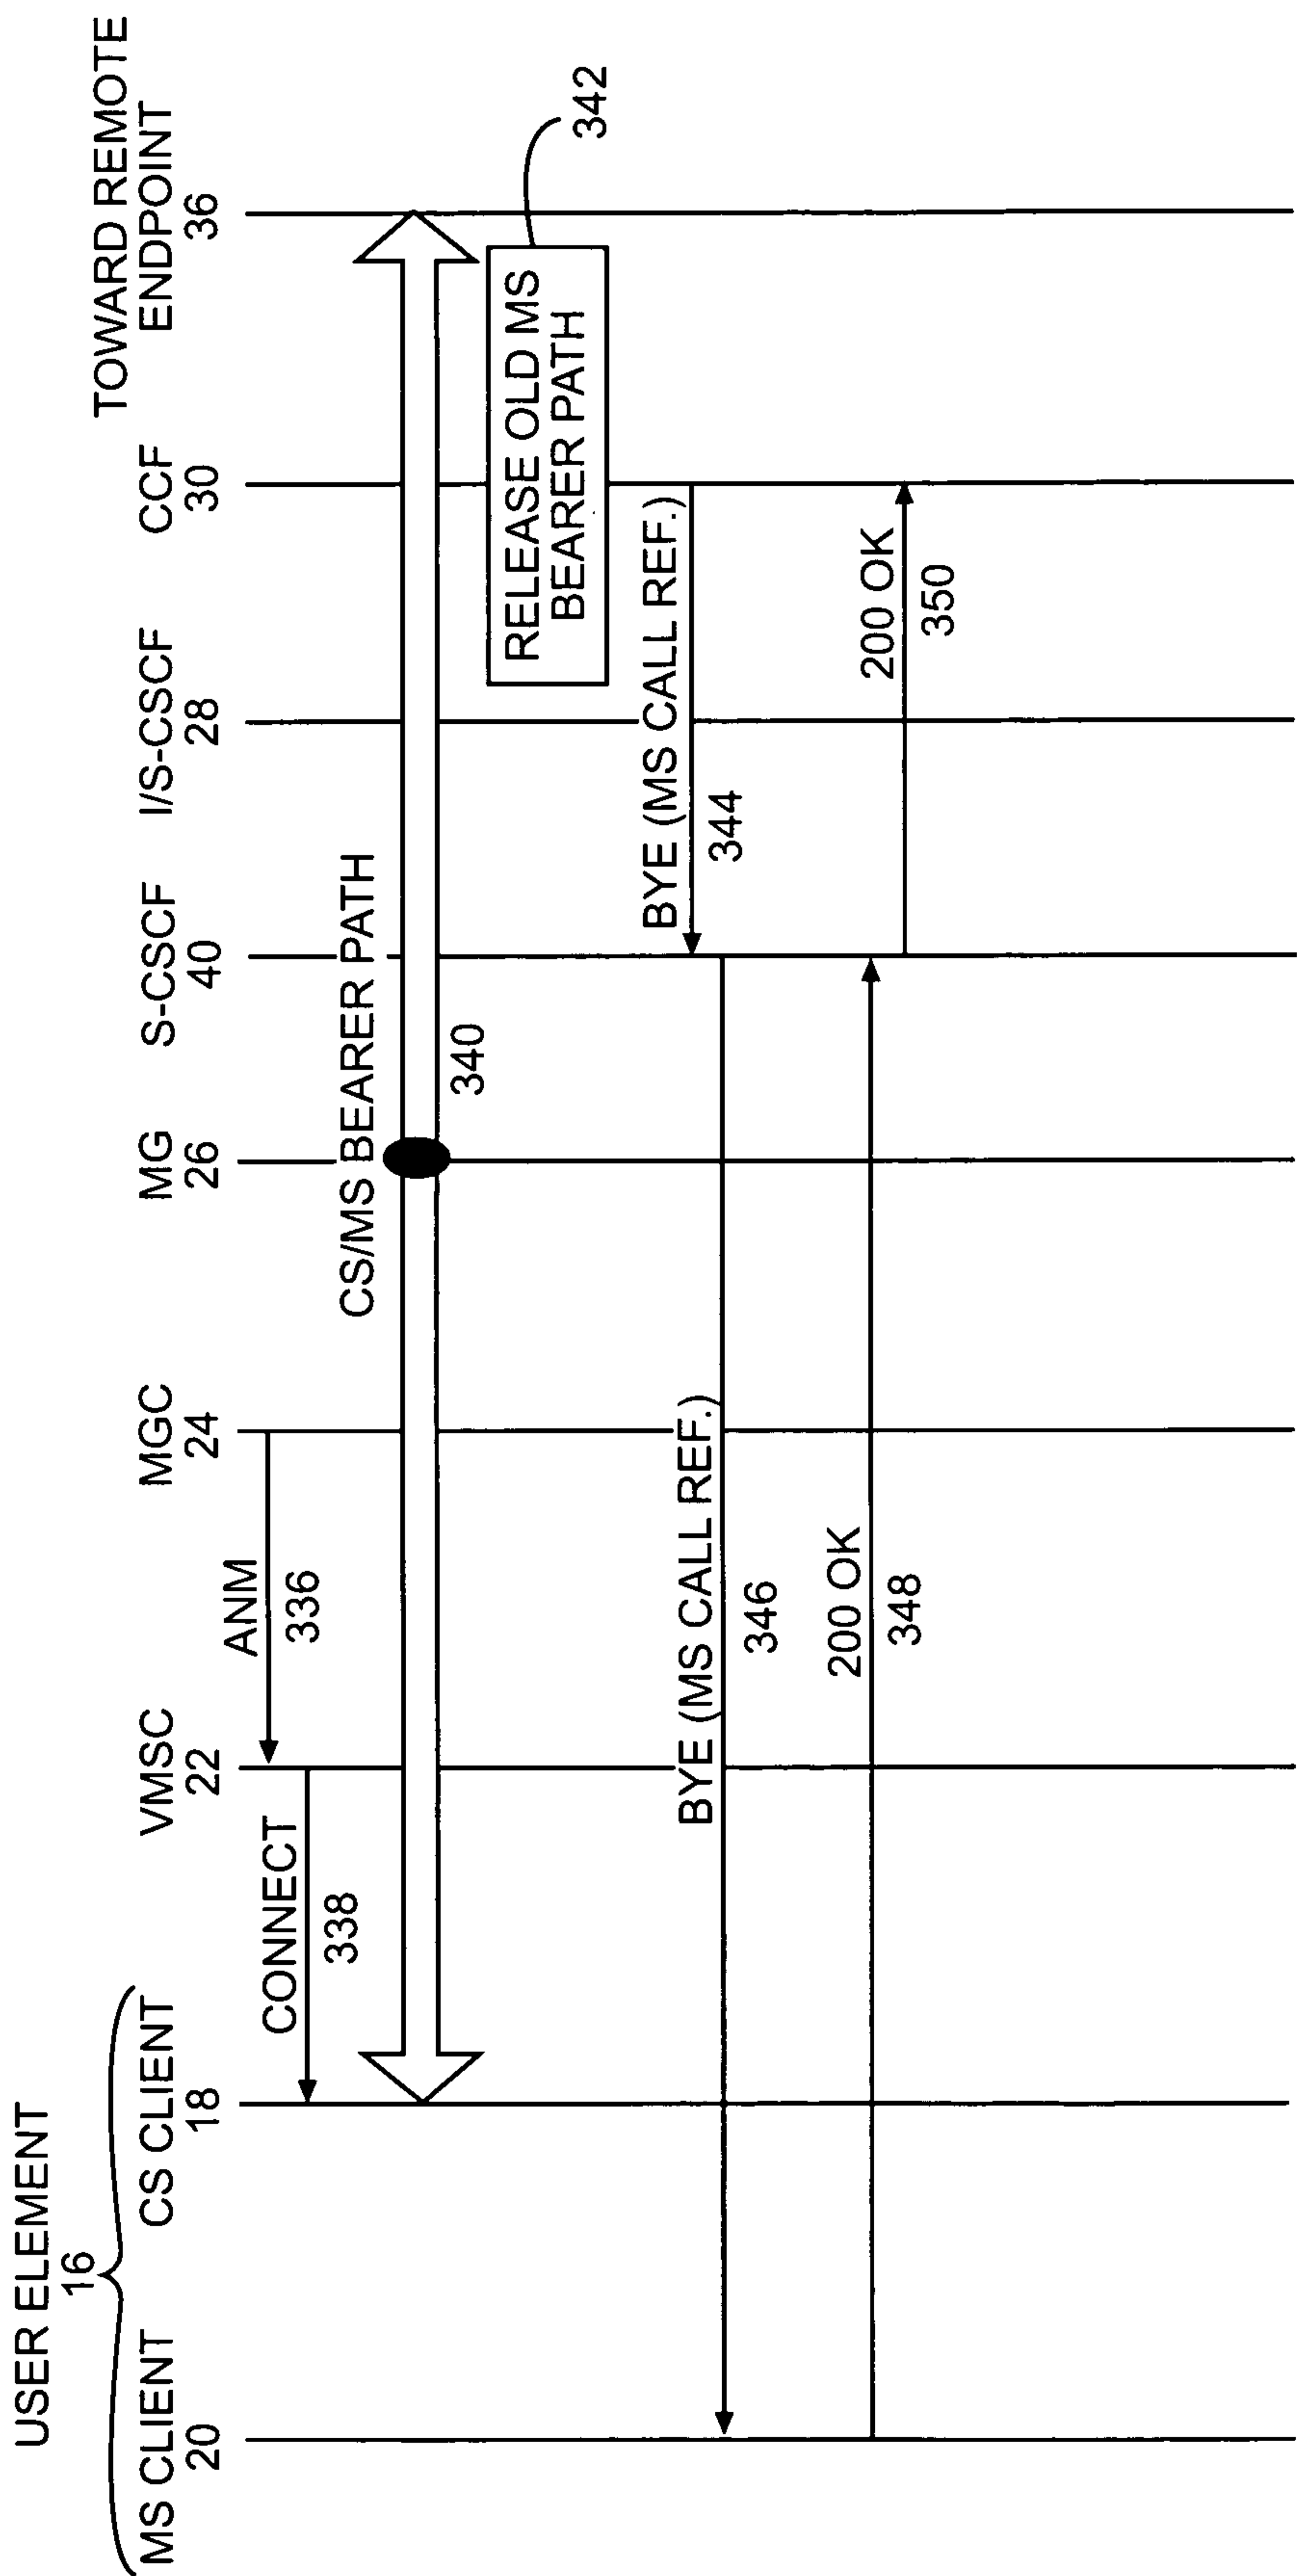 USER ELEMENT
16
MS CLIENT
20
CS CLIENT
18
VMSC
22
MGC
24
MG
26
S-CSCF
40
I/S-CSCF
28
CCF
30
TOWARD REMOTE
ENDPOINT
36
ANM
336
CONNECT
338
CS/MS BEARER PATH
340
RELEASE OLD MS
BEARER PATH
342
BYE (MS CALL REF.)
344
BYE (MS CALL REF.)
346
200 OK
348
200 OK
350